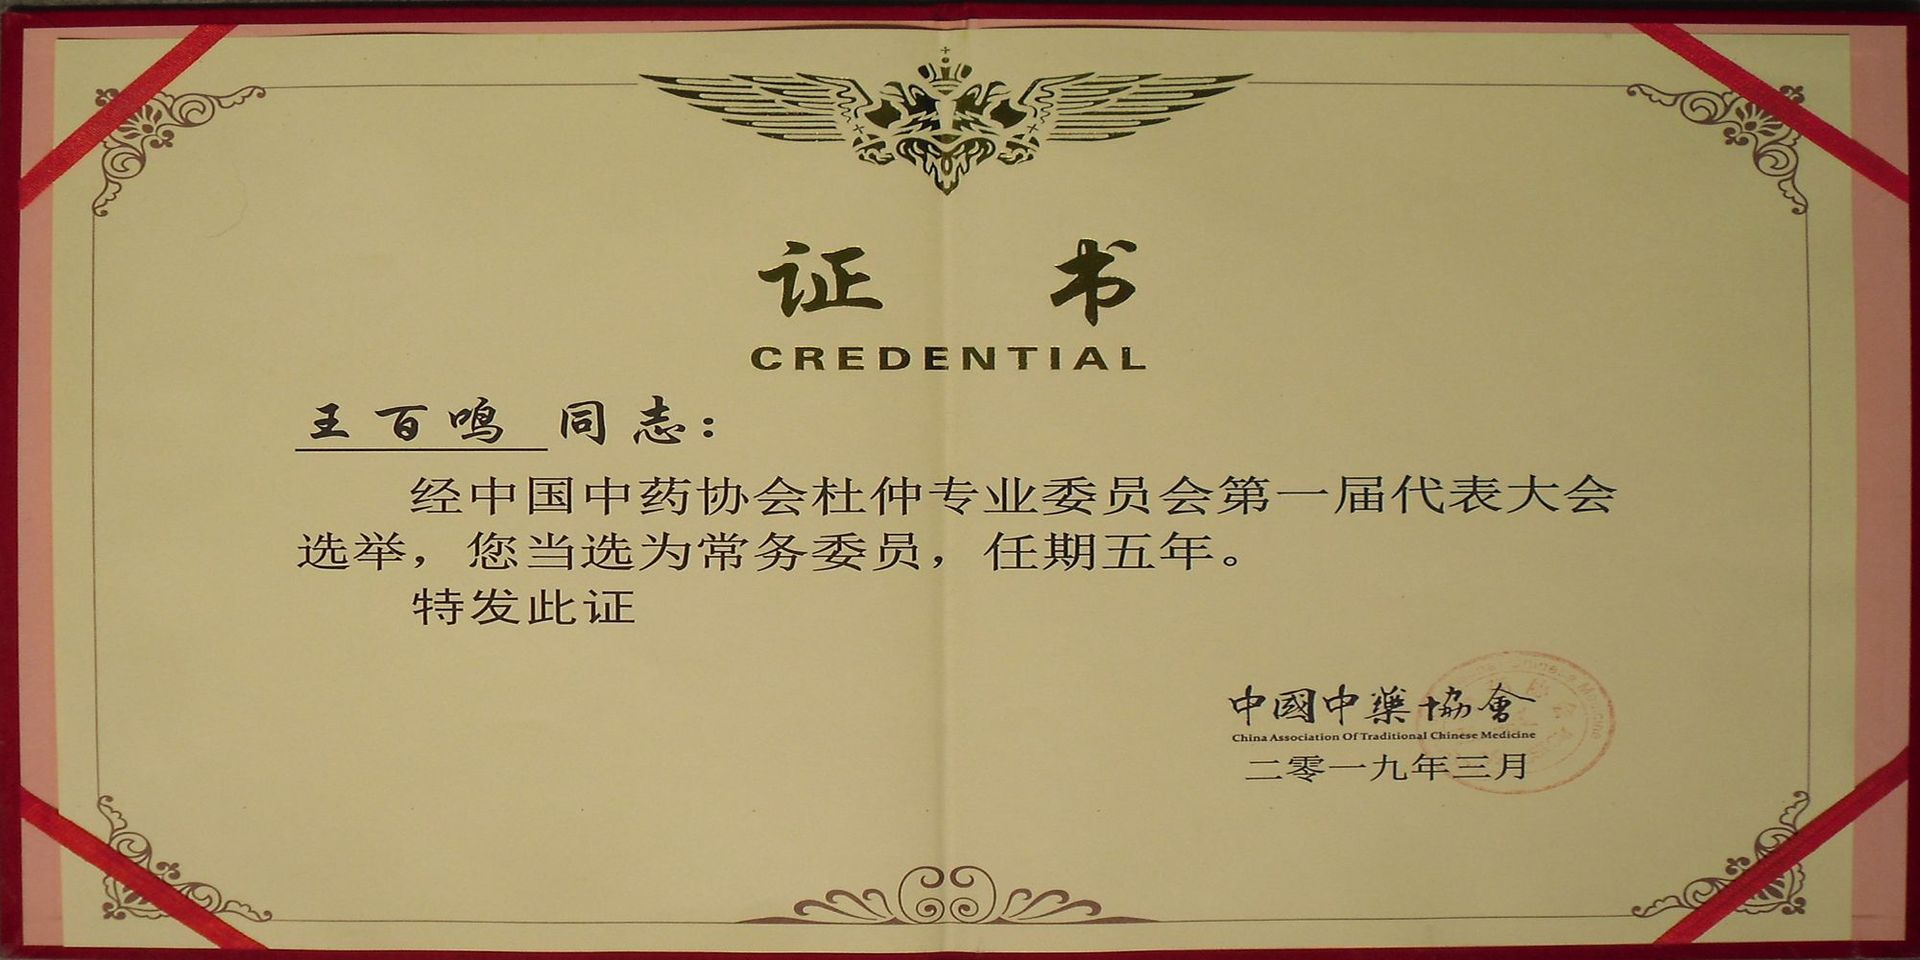 证 书
CREDENTIAL
王百鸣 同志：
经中国中药协会杜仲专业委员会第一届代表大会
选举，您当选为常务委员，任期五年。
特发此证
中國中藥協會
China Association Of Traditional Chinese Medicine
二零一九年三月